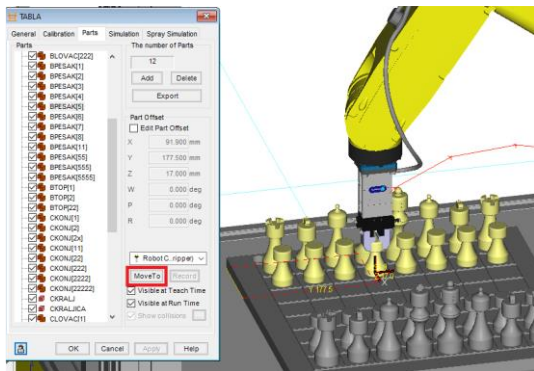 TABLA
General Calibration Parts Simulation Spray Simulation
Parts
BLOVAC[222]
BPESAK[1]
BPESAK[2]
BPESAK[3]
BPESAK[4]
BPESAK[5]
BPESAK[6]
BPESAK[7]
BPESAK[8]
BPESAK[11]
BPESAK[55]
BPESAK[555]
BPESAK[5555]
BTOP[1]
BTOP[2]
BTOP[22]
CKONJ[1]
CKONJ[2]
CKONJ[2x]
CKONJ[11]
CKONJ[22]
CKONJ[222]
CKONJ[2222]
CKONJ[22222]
CKRALJ
CKRALJICA
CLOVAC[1]
The number of Parts
12
Add Delete
Export
Part Offset
Edit Part Offset
X 91.900 mm
Y 177.500 mm
Z 17.000 mm
W 0.000 deg
P 0.000 deg
R 0.000 deg
Robot C..ripper)
MoveTo Record
Visible at Teach Time
Visible at Run Time
Show collisions
OK Cancel Apply Help
Y 177.5